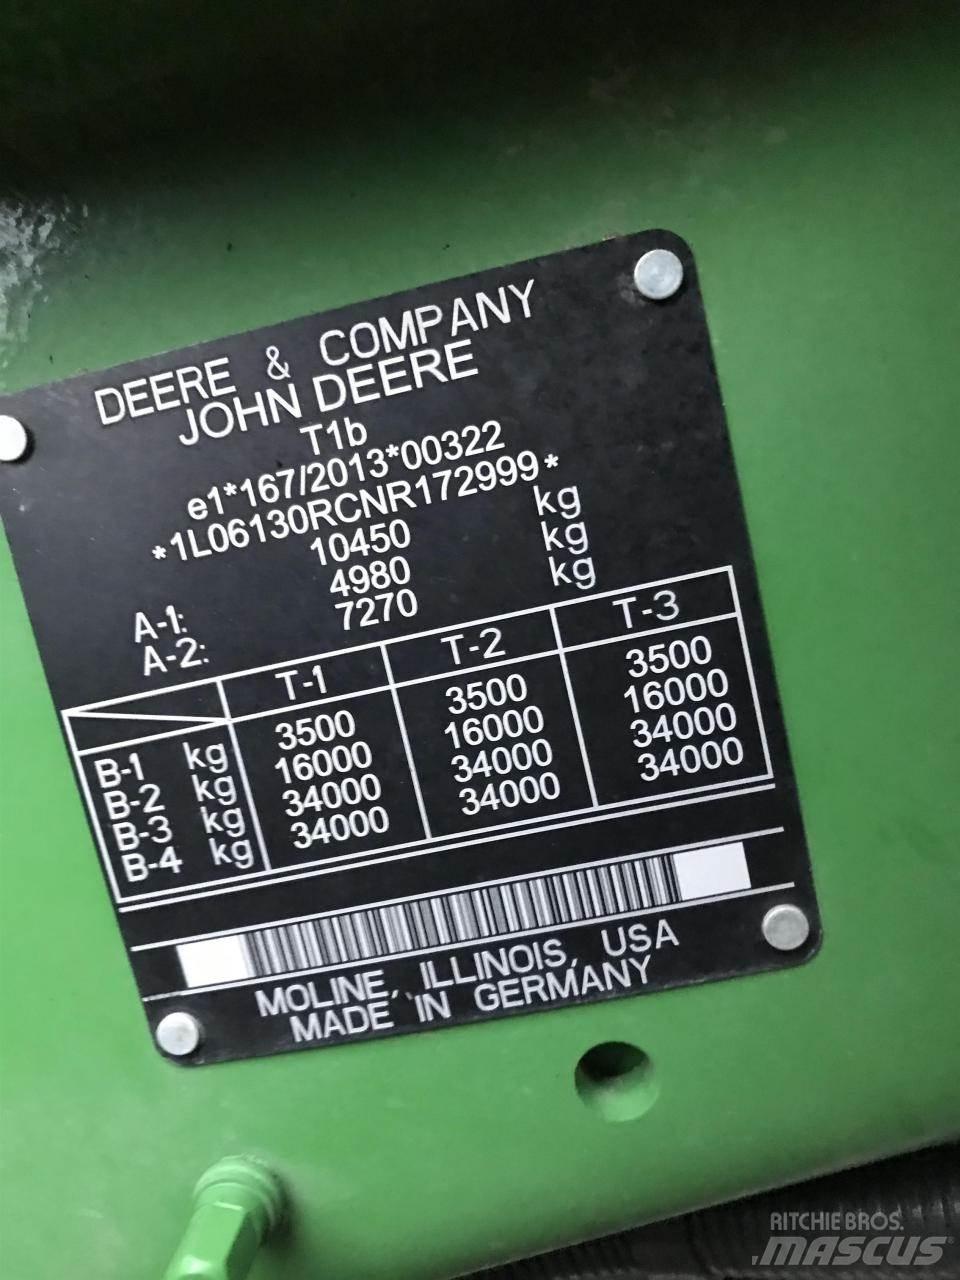 DEERE & COMPANY
JOHN DEERE
T1b
e1*167/2013*00322
*1L06130RCNR172999*
10450 kg
A-1: 4980 kg
A-2: 7270 kg
T-1 T-2 T-3
B-1 kg 3500 3500 3500
B-2 kg 16000 16000 16000
B-3 kg 34000 34000 34000
B-4 kg 34000 34000 34000
MOLINE, ILLINOIS, USA
MADE IN GERMANY
RITCHIE BROS.
MASCUS